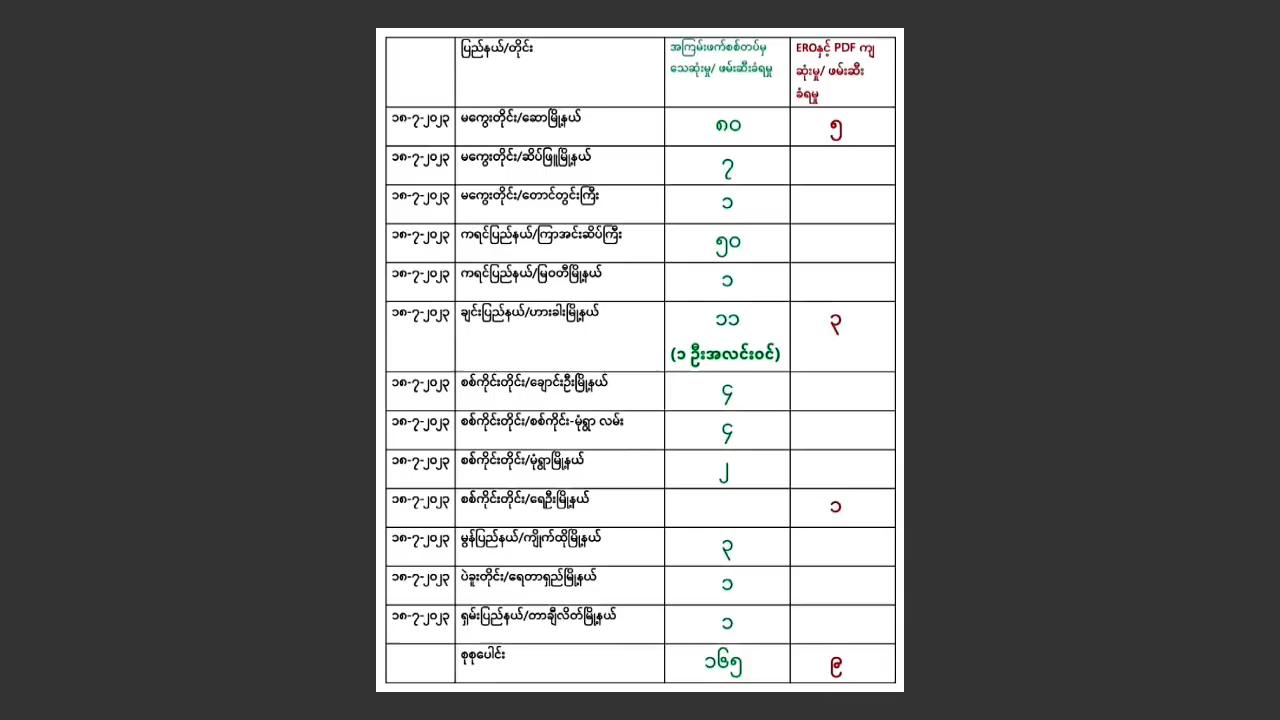 ပြည်နယ်/တိုင်း
အကြမ်းဖက်စစ်တပ်မှ
သေဆုံးမှု/ ဖမ်းဆီးခံရမှု
EROနှင့် PDF ကျ
ဆုံးမှု/ ဖမ်းဆီး
ခံရမှု
၁၈-၇-၂၀၂၃ မကွေးတိုင်း/ဆောမြို့နယ် ၈၀ ၅
၁၈-၇-၂၀၂၃ မကွေးတိုင်း/ဆိပ်ဖြူမြို့နယ် ၇
၁၈-၇-၂၀၂၃ မကွေးတိုင်း/တောင်တွင်းကြီး ၁
၁၈-၇-၂၀၂၃ ကရင်ပြည်နယ်/ကြာအင်းဆိပ်ကြီး ၅၀
၁၈-၇-၂၀၂၃ ကရင်ပြည်နယ်/မြဝတီမြို့နယ် ၁
၁၈-၇-၂၀၂၃ ချင်းပြည်နယ်/ဟားခါးမြို့နယ် ၁၁ ၃
(၁ ဦးအလင်းဝင်)
၁၈-၇-၂၀၂၃ စစ်ကိုင်းတိုင်း/ချောင်းဦးမြို့နယ် ၄
၁၈-၇-၂၀၂၃ စစ်ကိုင်းတိုင်း/စစ်ကိုင်း-မုံရွာ လမ်း ၄
၁၈-၇-၂၀၂၃ စစ်ကိုင်းတိုင်း/မုံရွာမြို့နယ် ၂
၁၈-၇-၂၀၂၃ စစ်ကိုင်းတိုင်း/ရေဦးမြို့နယ် ၁
၁၈-၇-၂၀၂၃ မွန်ပြည်နယ်/ကျိုက်ထိုမြို့နယ် ၃
၁၈-၇-၂၀၂၃ ပဲခူးတိုင်း/ရေတာရှည်မြို့နယ် ၁
၁၈-၇-၂၀၂၃ ရှမ်းပြည်နယ်/တာချီလိတ်မြို့နယ် ၁
စုစုပေါင်း ၁၆၅ ၉